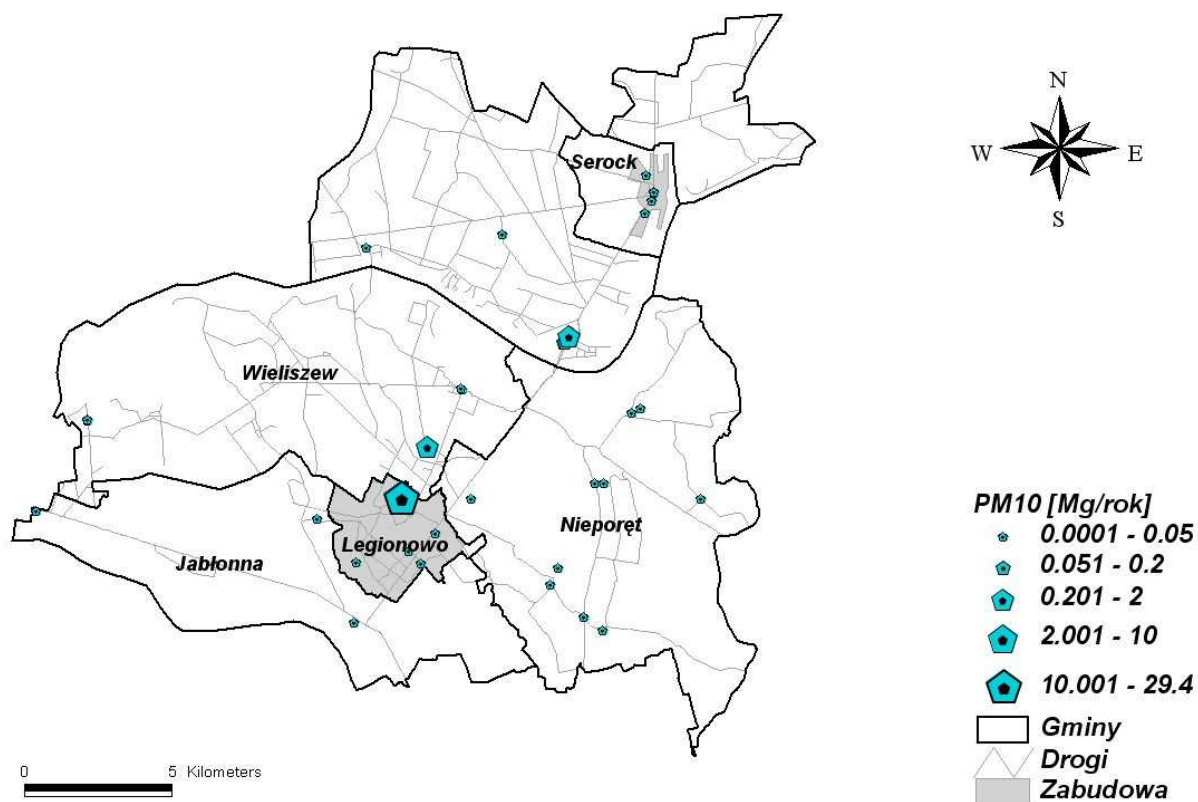 N
W E
S
Serock
Wieliszew
Nieporęt
Legionowo
Jabłonna
PM10 [Mg/rok]
0.0001 - 0.05
0.051 - 0.2
0.201 - 2
2.001 - 10
10.001 - 29.4
Gminy
Drogi
Zabudowa
0 5 Kilometers